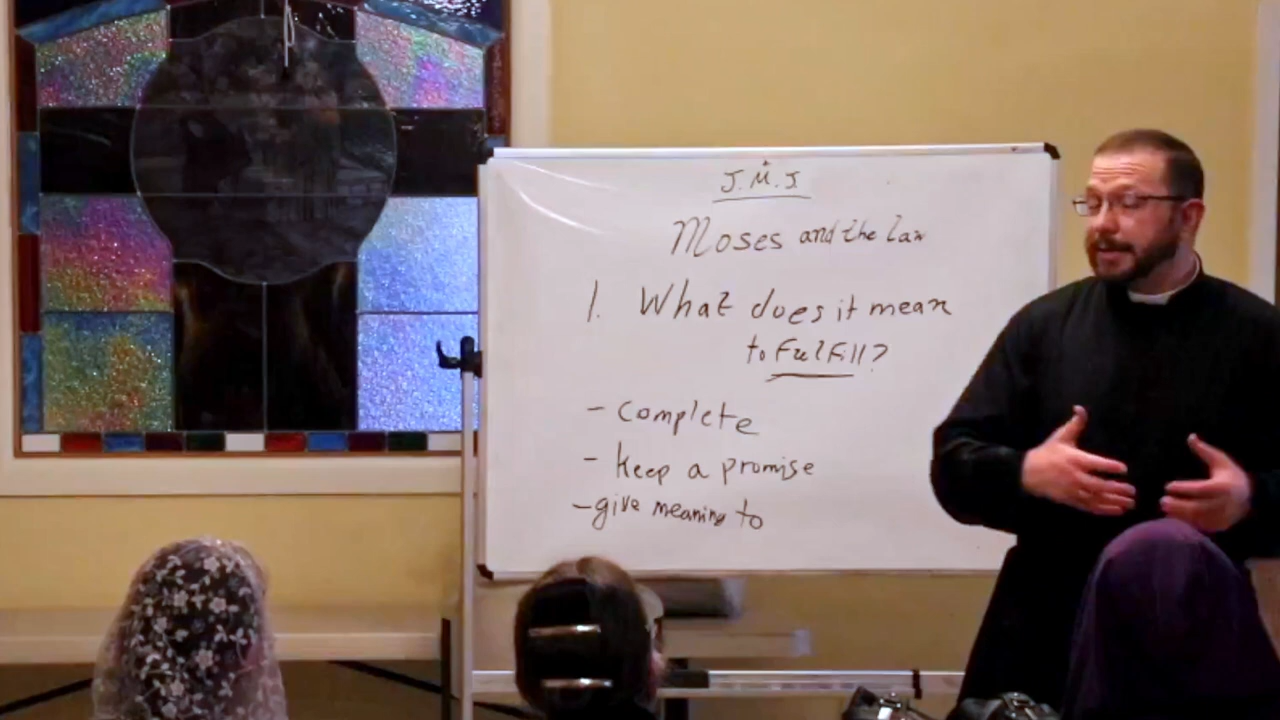 J.M.J.
Moses and the Law
1. What does it mean
to Fulfill?
- complete
- keep a promise
- give meaning to